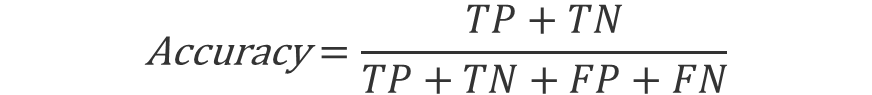 Accuracy = TP + TN / TP + TN + FP + FN